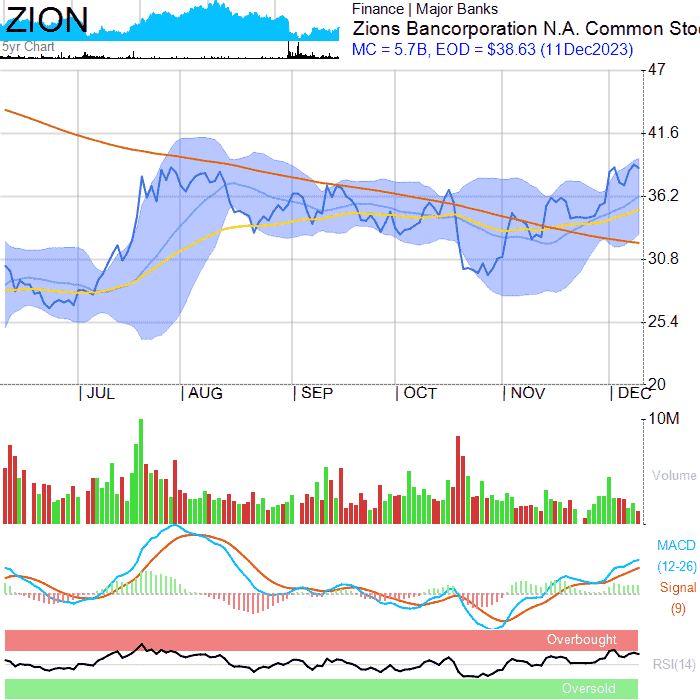 ZION
5yr Chart
Finance | Major Banks
Zions Bancorporation N.A. Common Sto
MC = 5.7B, EOD = $38.63 (11Dec2023)
47
41.6
36.2
30.8
25.4
20
| JUL | AUG | SEP | OCT | NOV | DEC
10M
Volume
MACD
(12-26)
Signal
(9)
Overbought
RSI(14)
Oversold